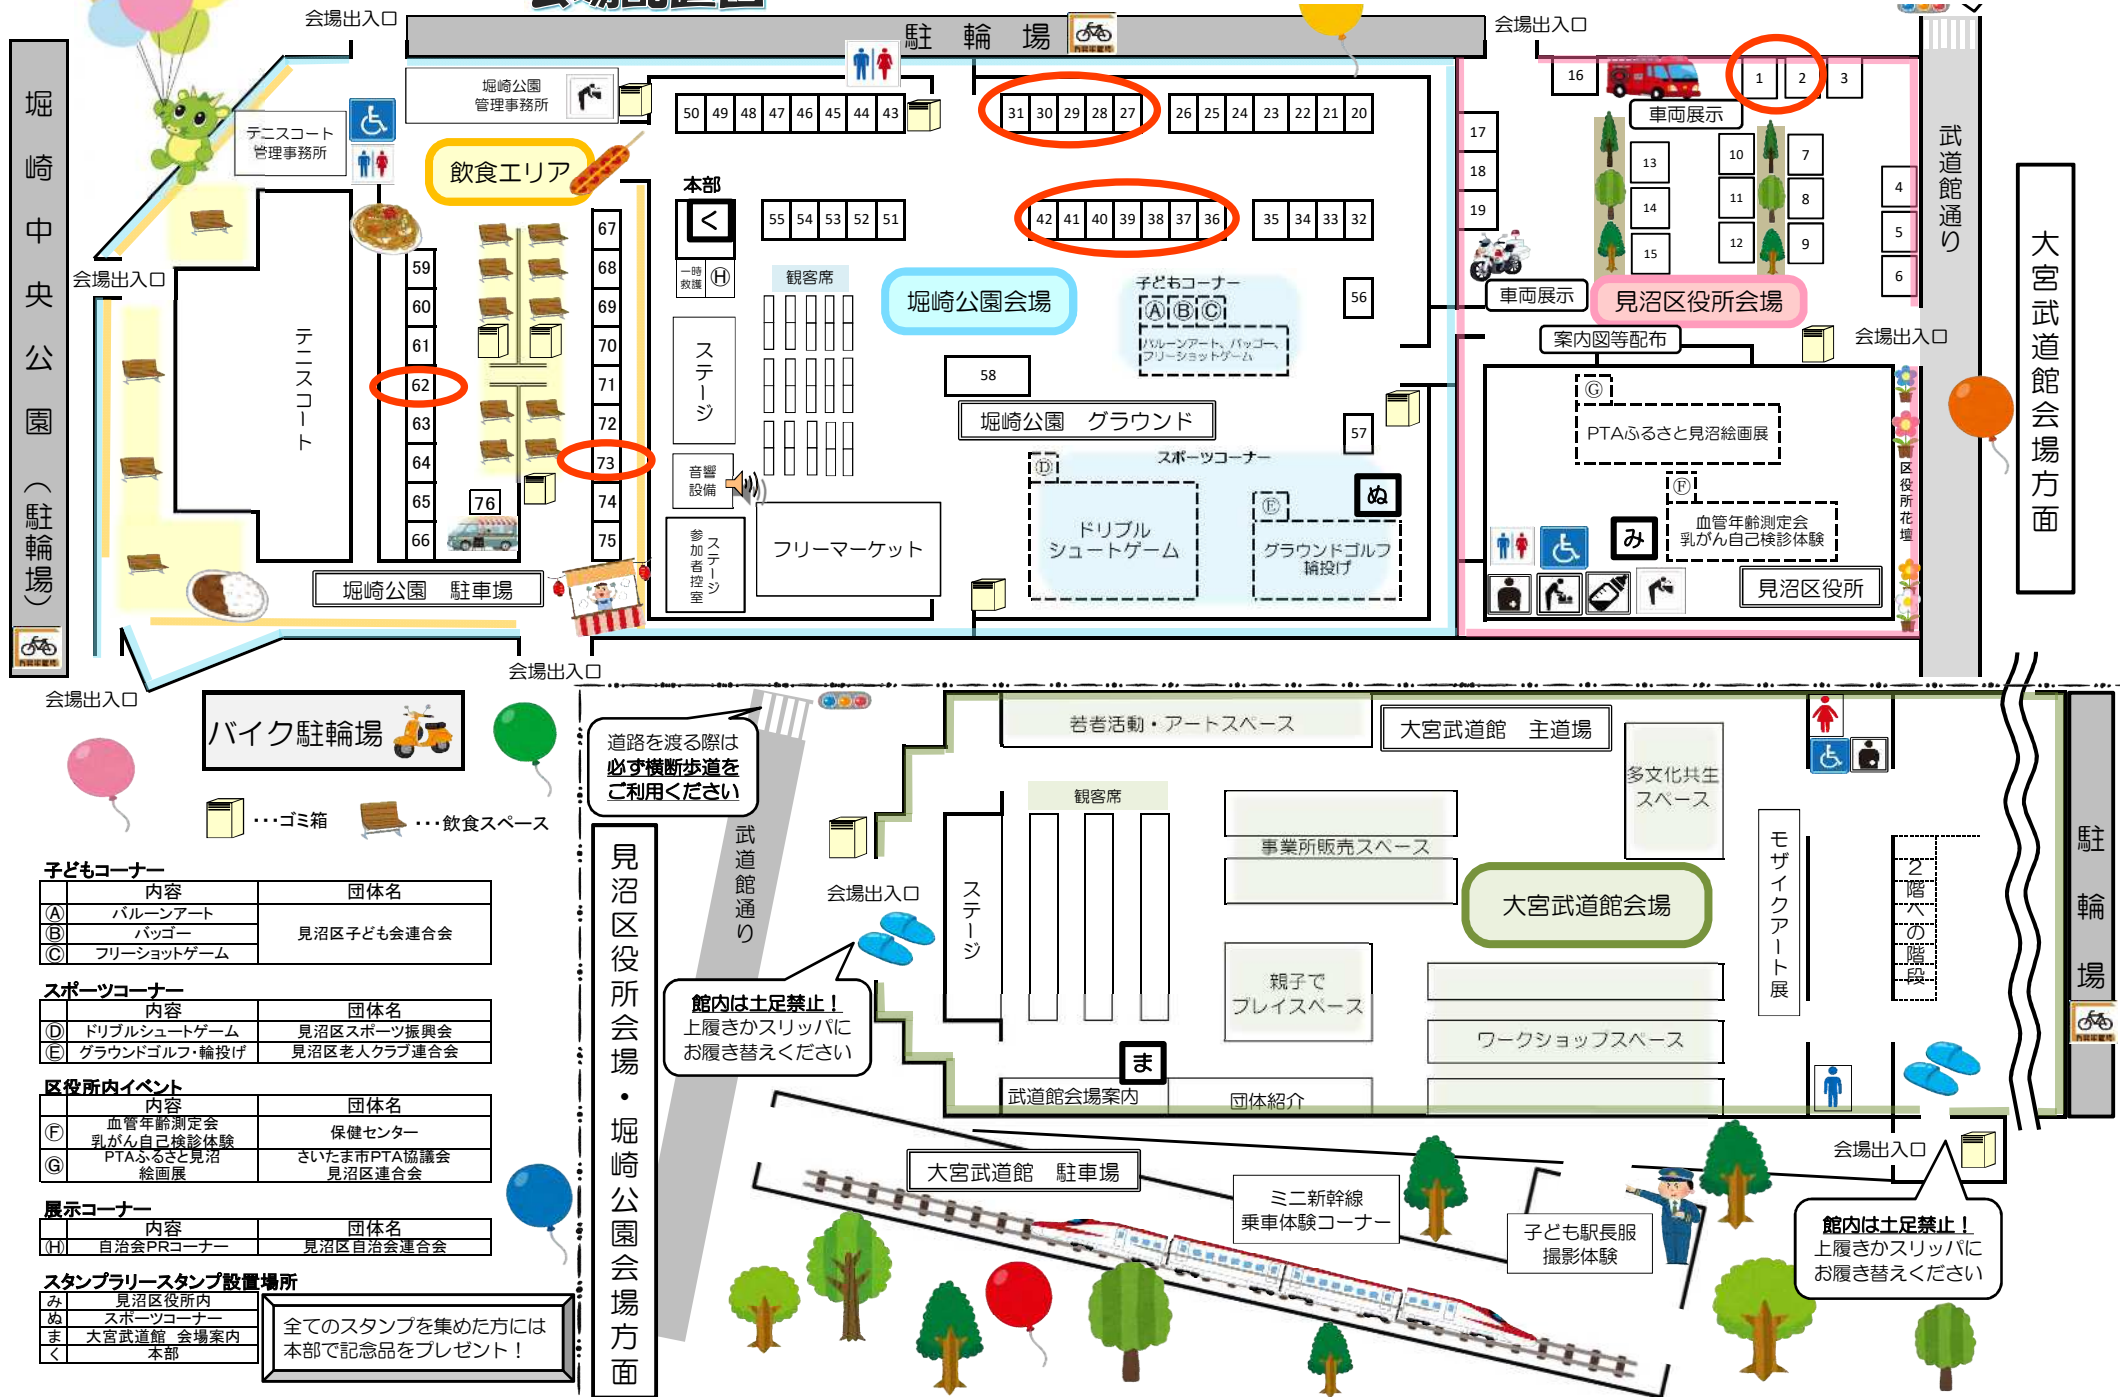 会場配置図
会場出入口
駐輪場
会場出入口
堀崎中央公園（駐輪場）
堀崎公園
管理事務所
テニスコート
管理事務所
飲食エリア
50 49 48 47 46 45 44 43
31 30 29 28 27
26 25 24 23 22 21 20
16
1 2 3
車両展示
17
18
19
13
14
15
10
11
12
7
8
9
4
5
6
武道館通り
大宮武道館会場方面
本部
く
一時
救護
Ⓗ
55 54 53 52 51
42 41 40 39 38 37 36
35 34 33 32
会場出入口
59
60
61
62
63
64
65
66
67
68
69
70
71
72
73
74
75
76
テニスコート
観客席
ステージ
音響
設備
ステージ
参加者控室
フリーマーケット
堀崎公園会場
子どもコーナー
Ⓐ Ⓑ Ⓒ
バルーンアート、バッゴー、
フリーショットゲーム
56
57
58
堀崎公園 グラウンド
スポーツコーナー
Ⓓ
ドリブル
シュートゲーム
Ⓔ
グラウンドゴルフ
輪投げ
ぬ
車両展示
見沼区役所会場
案内図等配布
会場出入口
Ⓖ
PTAふるさと見沼絵画展
Ⓕ
血管年齢測定会
乳がん自己検診体験
み
区役所花壇
見沼区役所
堀崎公園 駐車場
会場出入口
会場出入口
バイク駐輪場
･･･ゴミ箱
･･･飲食スペース
道路を渡る際は
必ず横断歩道を
ご利用ください
武道館通り
見沼区役所会場・堀崎公園会場方面
若者活動・アートスペース
大宮武道館 主道場
多文化共生
スペース
観客席
事業所販売スペース
モザイクアート展
2階への階段
駐輪場
ステージ
会場出入口
大宮武道館会場
親子で
プレイスペース
ワークショップスペース
館内は土足禁止！
上履きかスリッパに
お履き替えください
ま
武道館会場案内
団体紹介
会場出入口
大宮武道館 駐車場
ミニ新幹線
乗車体験コーナー
子ども駅長服
撮影体験
館内は土足禁止！
上履きかスリッパに
お履き替えください
子どもコーナー
内容 団体名
Ⓐ バルーンアート 見沼区子ども会連合会
Ⓑ バッゴー
Ⓒ フリーショットゲーム
スポーツコーナー
内容 団体名
Ⓓ ドリブルシュートゲーム 見沼区スポーツ振興会
Ⓔ グラウンドゴルフ・輪投げ 見沼区老人クラブ連合会
区役所内イベント
内容 団体名
Ⓕ 血管年齢測定会
乳がん自己検診体験 保健センター
Ⓖ PTAふるさと見沼
絵画展 さいたま市PTA協議会
見沼区連合会
展示コーナー
内容 団体名
Ⓗ 自治会PRコーナー 見沼区自治会連合会
スタンプラリースタンプ設置場所
み 見沼区役所内
ぬ スポーツコーナー
ま 大宮武道館 会場案内
く 本部
全てのスタンプを集めた方には
本部で記念品をプレゼント！